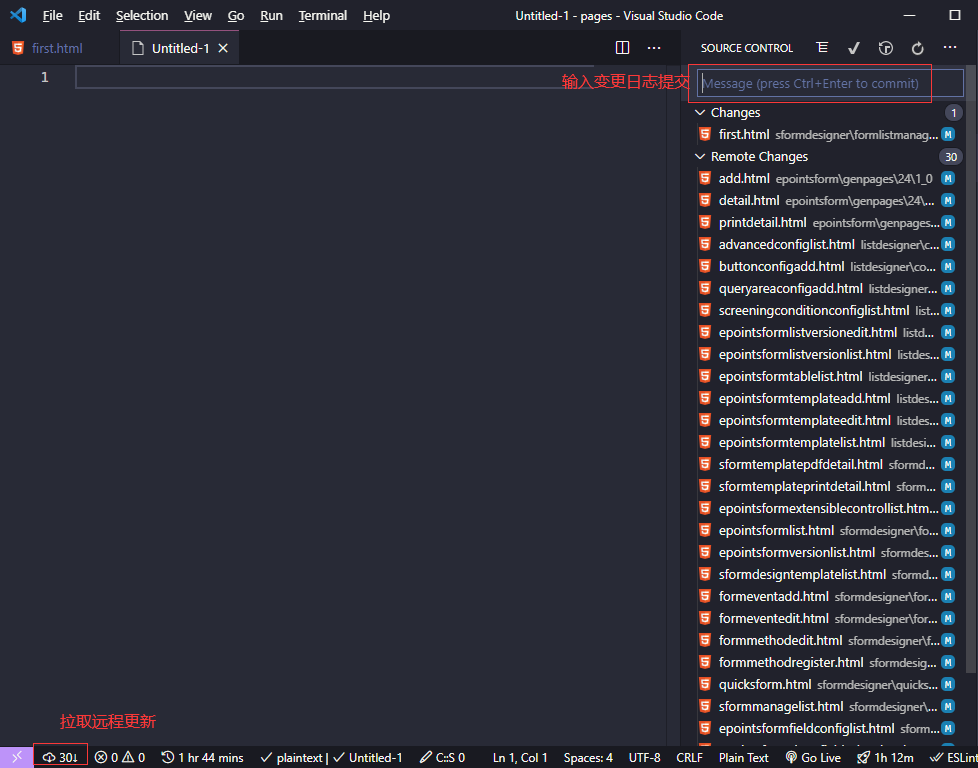 File Edit Selection View Go Run Terminal Help Untitled-1 - pages - Visual Studio Code
first.html Untitled-1 SOURCE CONTROL
1
输入变更日志提交 Message (press Ctrl+Enter to commit)
Changes 1
first.html sformdesigner\formlistmanag... M
Remote Changes 30
add.html epointsform\genpages\24\1_0 M
detail.html epointsform\genpages\24\... M
printdetail.html epointsform\genpages... M
advancedconfiglist.html listdesigner\c... M
buttonconfigadd.html listdesigner\co... M
queryareaconfigadd.html listdesigner... M
screeningconditionconfiglist.html list... M
epointsformlistversionedit.html listd... M
epointsformlistversionlist.html listdes... M
epointsformtablelist.html listdesigner... M
epointsformtemplateadd.html listdes... M
epointsformtemplateedit.html listdes... M
epointsformtemplatelist.html listdesi... M
sformtemplatepdfdetail.html sformd... M
sformtemplateprintdetail.html sform... M
epointsformextensiblecontrollist.htm... M
epointsformlist.html sformdesigner\fo... M
epointsformversionlist.html sformdes... M
sformdesigntemplatelist.html sformd... M
formeventadd.html sformdesigner\for... M
formeventedit.html sformdesigner\for... M
formmethodedit.html sformdesigner\f... M
formmethodregister.html sformdesig... M
quicksform.html sformdesigner\quicks... M
sformmanagelist.html sformdesigner\... M
epointsformfieldconfiglist.html sform... M
拉取远程更新
30↓ 0 0 1 hr 44 mins plaintext | Untitled-1 C:S 0 Ln 1, Col 1 Spaces: 4 UTF-8 CRLF Plain Text Go Live 1h 12m ESLint